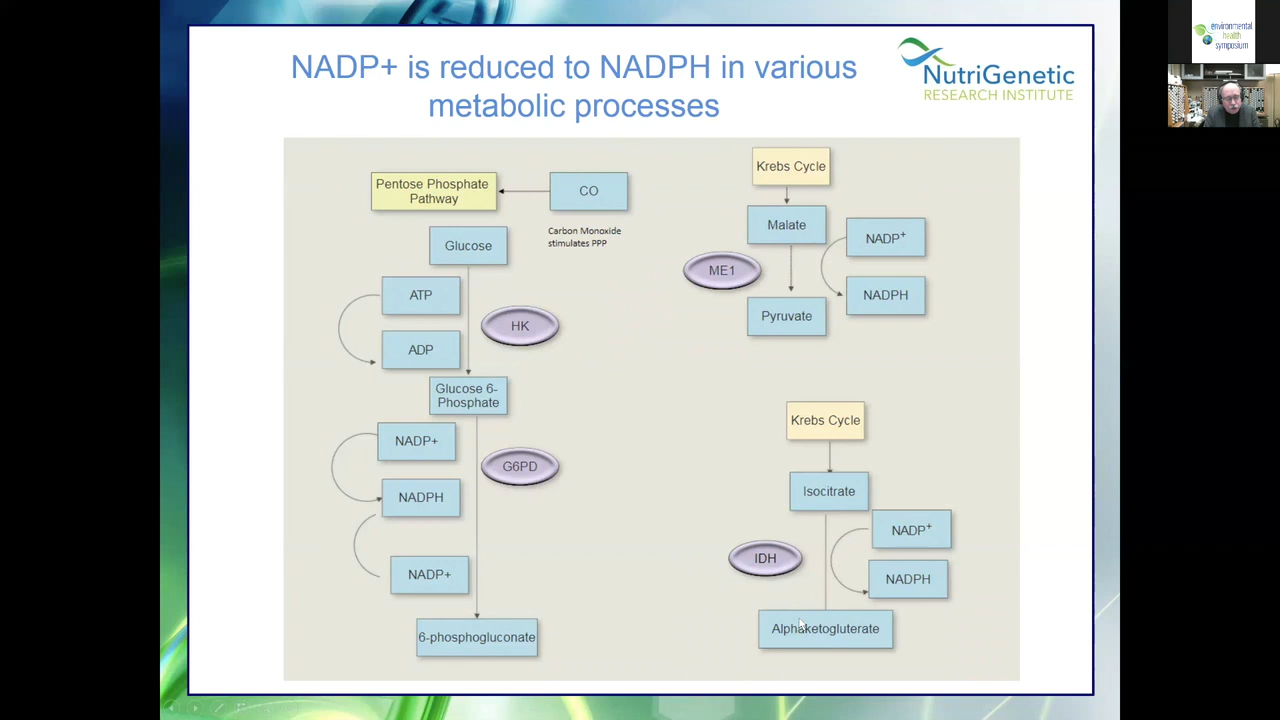 NADP+ is reduced to NADPH in various
metabolic processes
NutriGenetic
RESEARCH INSTITUTE
environmental
health
symposium
Pentose Phosphate
Pathway
CO
Carbon Monoxide
stimulates PPP
Glucose
ATP
HK
ADP
Glucose 6-
Phosphate
NADP+
G6PD
NADPH
NADP+
6-phosphogluconate
Krebs Cycle
Malate
NADP+
ME1
NADPH
Pyruvate
Krebs Cycle
Isocitrate
NADP+
IDH
NADPH
Alphaketogluterate